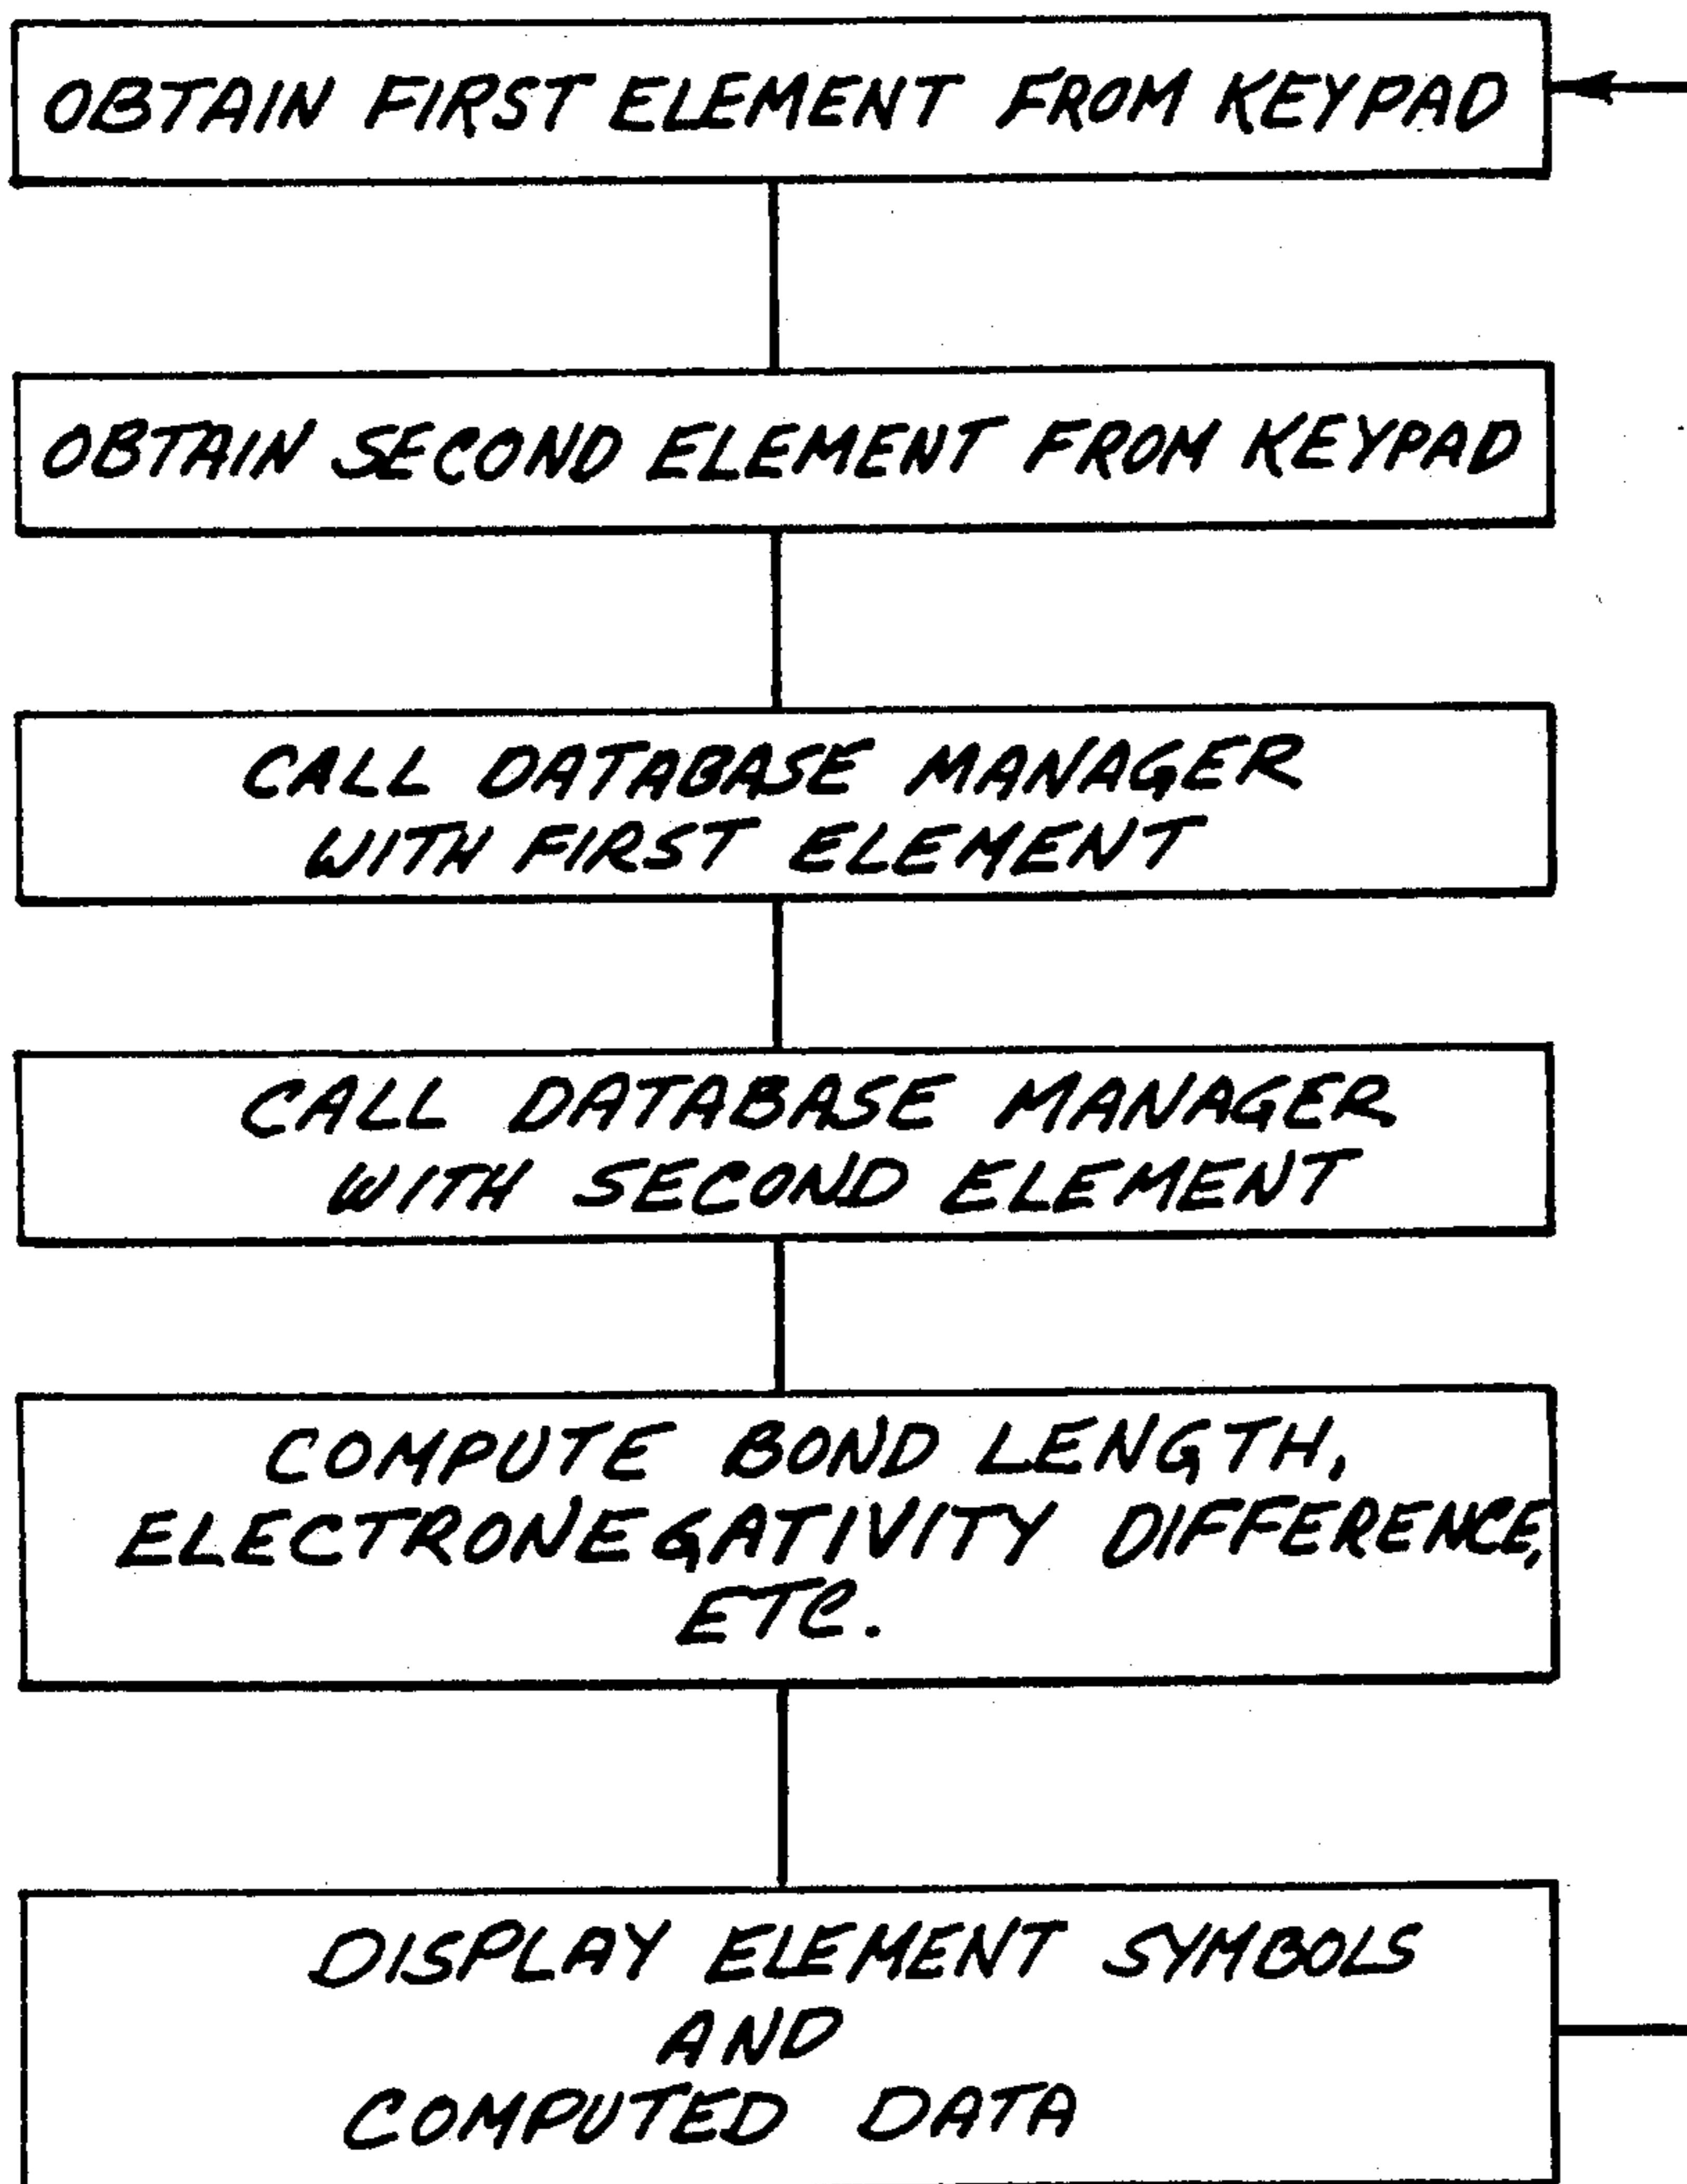 OBTAIN FIRST ELEMENT FROM KEYPAD
OBTAIN SECOND ELEMENT FROM KEYPAD
CALL DATABASE MANAGER
WITH FIRST ELEMENT
CALL DATABASE MANAGER
WITH SECOND ELEMENT
COMPUTE BOND LENGTH,
ELECTRONEGATIVITY DIFFERENCE,
ETC.
DISPLAY ELEMENT SYMBOLS
AND
COMPUTED DATA